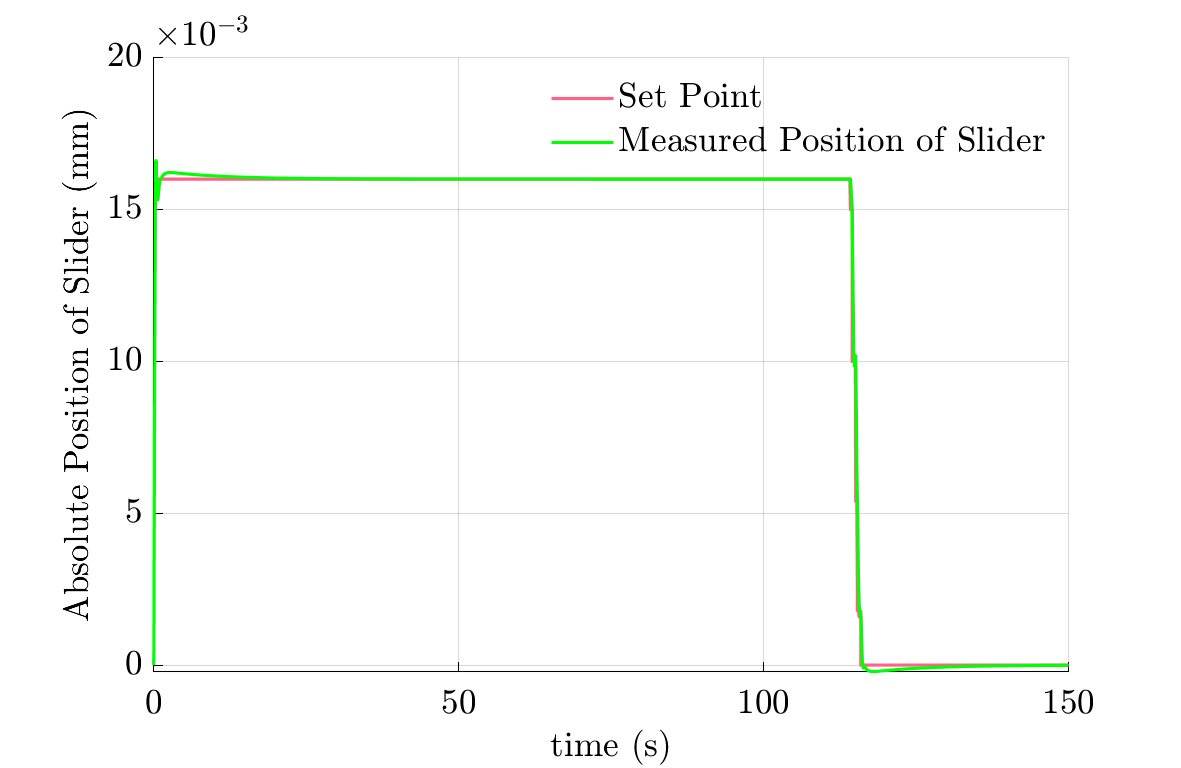 ×10⁻³
20
15
10
5
0
Absolute Position of Slider (mm)
Set Point
Measured Position of Slider
0 50 100 150
time (s)